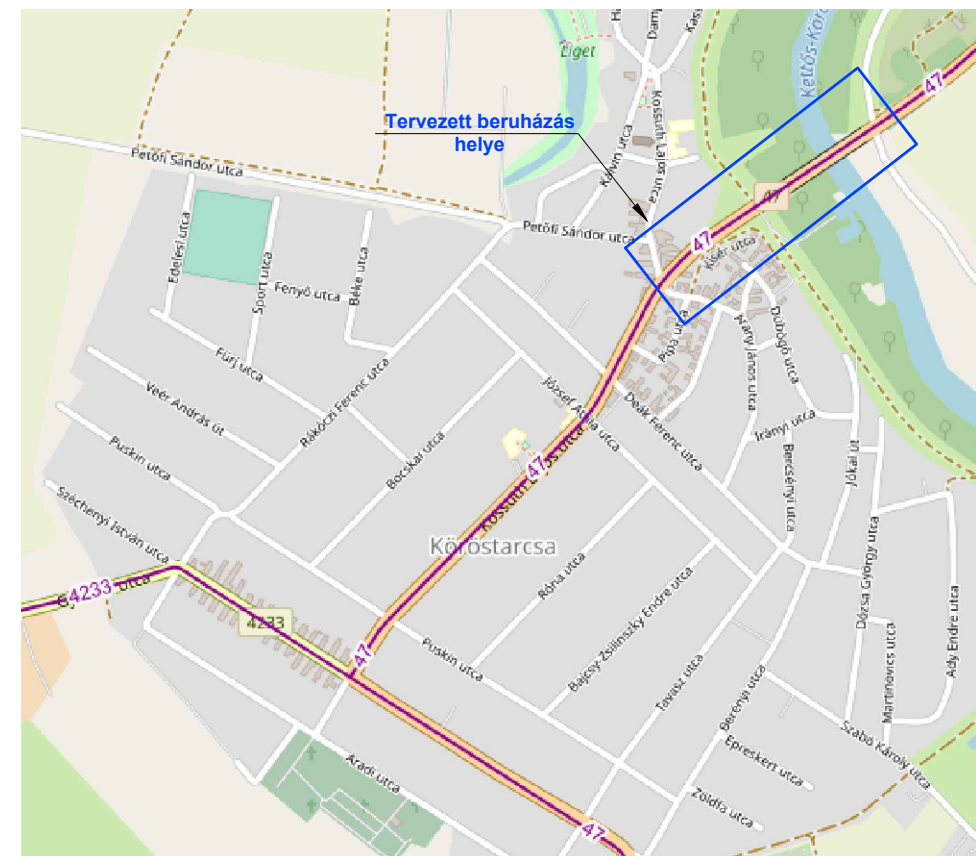 Liget
Kossuth Lajos utca
Kettős-Körö
47
Tervezett beruházás
helye
Kálvin utca
Petőfi Sándor utca
Petőfi Sándor utca
47
47
Kisér utca
Edelesi utca
Sport utca
Fenyő utca
Béke utca
Pipa utca
Arany János utca
Dübögő utca
Fürj utca
Veér András út
Rákóczi Ferenc utca
Bocskai utca
József Attila utca
Deák Ferenc utca
Irányi utca
Bercsényi utca
Jókai út
Puskin utca
Széchenyi István utca
47
Kossuth Lajos utca
Köröstarcsa
Róna utca
Bajcsy-Zsilinszky Endre utca
Dózsa György utca
Ady Endre utca
Martinovics utca
4233
utca
4233
47
Puskin utca
Tavasz utca
Berényi utca
Szabó Károly utca
Epreskert utca
Zöldfa utca
Aradi utca
47